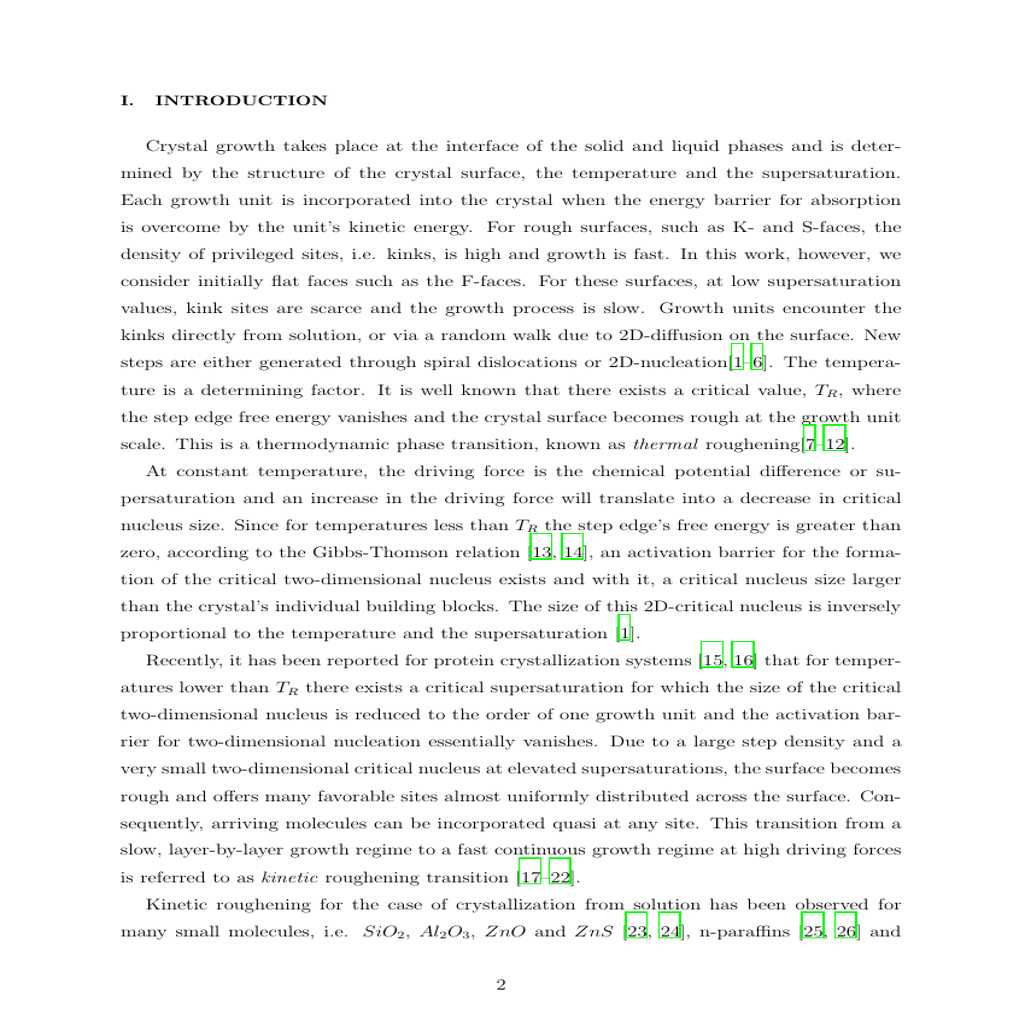 I. INTRODUCTION
Crystal growth takes place at the interface of the solid and liquid phases and is deter-
mined by the structure of the crystal surface, the temperature and the supersaturation.
Each growth unit is incorporated into the crystal when the energy barrier for absorption
is overcome by the unit's kinetic energy. For rough surfaces, such as K- and S-faces, the
density of privileged sites, i.e. kinks, is high and growth is fast. In this work, however, we
consider initially flat faces such as the F-faces. For these surfaces, at low supersaturation
values, kink sites are scarce and the growth process is slow. Growth units encounter the
kinks directly from solution, or via a random walk due to 2D-diffusion on the surface. New
steps are either generated through spiral dislocations or 2D-nucleation[1–6]. The tempera-
ture is a determining factor. It is well known that there exists a critical value, T_R, where
the step edge free energy vanishes and the crystal surface becomes rough at the growth unit
scale. This is a thermodynamic phase transition, known as thermal roughening[7–12].
At constant temperature, the driving force is the chemical potential difference or su-
persaturation and an increase in the driving force will translate into a decrease in critical
nucleus size. Since for temperatures less than T_R the step edge's free energy is greater than
zero, according to the Gibbs-Thomson relation [13, 14], an activation barrier for the forma-
tion of the critical two-dimensional nucleus exists and with it, a critical nucleus size larger
than the crystal's individual building blocks. The size of this 2D-critical nucleus is inversely
proportional to the temperature and the supersaturation [1].
Recently, it has been reported for protein crystallization systems [15, 16] that for temper-
atures lower than T_R there exists a critical supersaturation for which the size of the critical
two-dimensional nucleus is reduced to the order of one growth unit and the activation bar-
rier for two-dimensional nucleation essentially vanishes. Due to a large step density and a
very small two-dimensional critical nucleus at elevated supersaturations, the surface becomes
rough and offers many favorable sites almost uniformly distributed across the surface. Con-
sequently, arriving molecules can be incorporated quasi at any site. This transition from a
slow, layer-by-layer growth regime to a fast continuous growth regime at high driving forces
is referred to as kinetic roughening transition [17–22].
Kinetic roughening for the case of crystallization from solution has been observed for
many small molecules, i.e. SiO₂, Al₂O₃, ZnO and ZnS [23, 24], n-paraffins [25, 26] and
2